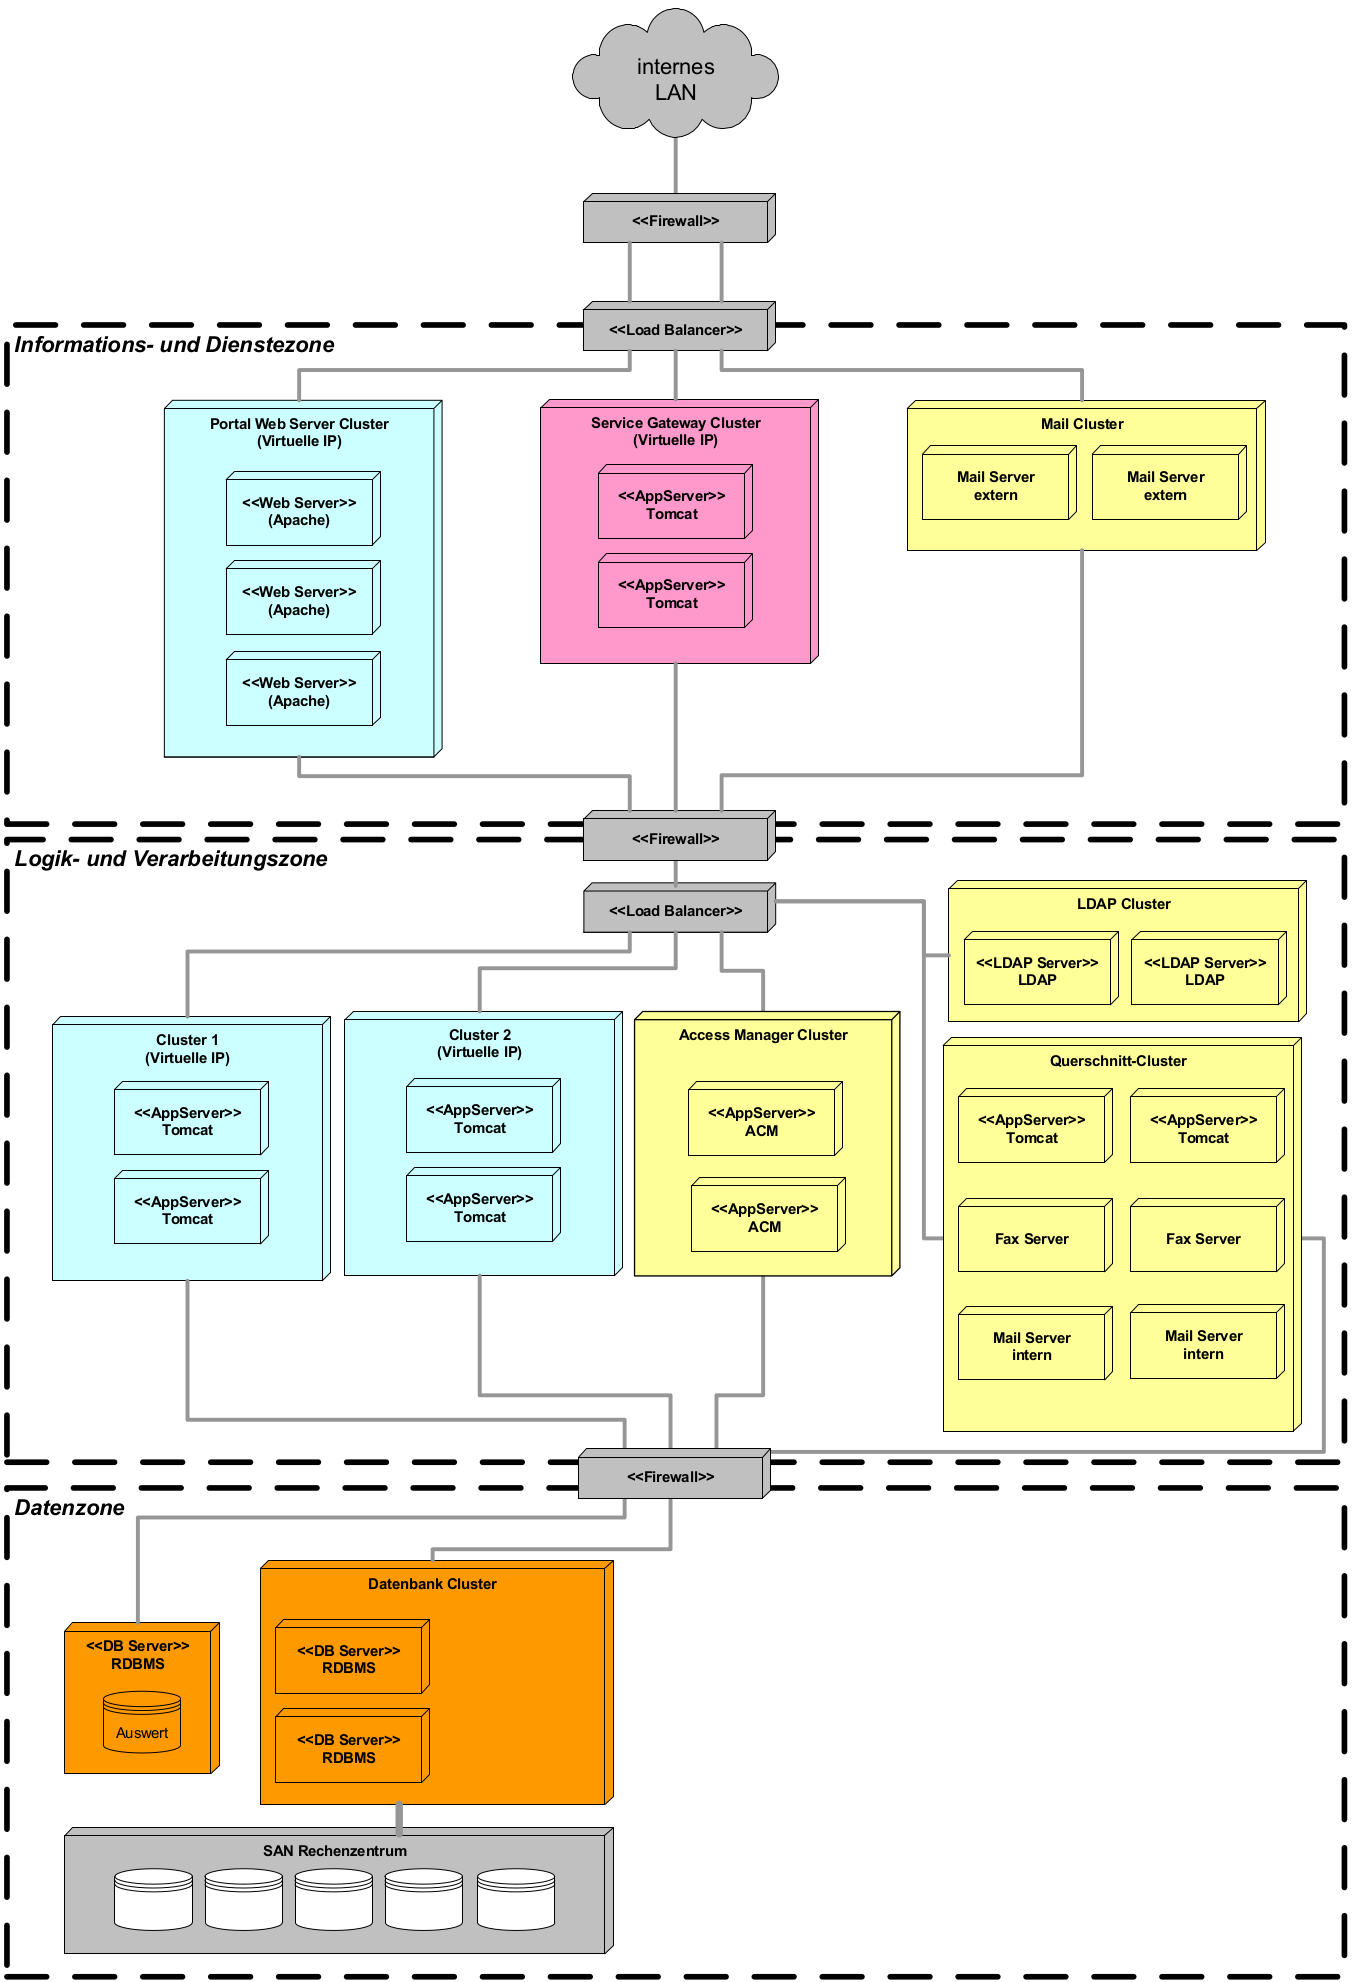 internes
LAN
<<Firewall>>
<<Load Balancer>>
Informations- und Dienstezone
Portal Web Server Cluster
(Virtuelle IP)
<<Web Server>>
(Apache)
<<Web Server>>
(Apache)
<<Web Server>>
(Apache)
Service Gateway Cluster
(Virtuelle IP)
<<AppServer>>
Tomcat
<<AppServer>>
Tomcat
Mail Cluster
Mail Server
extern
Mail Server
extern
<<Firewall>>
Logik- und Verarbeitungszone
<<Load Balancer>>
LDAP Cluster
<<LDAP Server>>
LDAP
<<LDAP Server>>
LDAP
Cluster 1
(Virtuelle IP)
<<AppServer>>
Tomcat
<<AppServer>>
Tomcat
Cluster 2
(Virtuelle IP)
<<AppServer>>
Tomcat
<<AppServer>>
Tomcat
Access Manager Cluster
<<AppServer>>
ACM
<<AppServer>>
ACM
Querschnitt-Cluster
<<AppServer>>
Tomcat
<<AppServer>>
Tomcat
Fax Server
Fax Server
Mail Server
intern
Mail Server
intern
<<Firewall>>
Datenzone
<<DB Server>>
RDBMS
Auswert
Datenbank Cluster
<<DB Server>>
RDBMS
<<DB Server>>
RDBMS
SAN Rechenzentrum